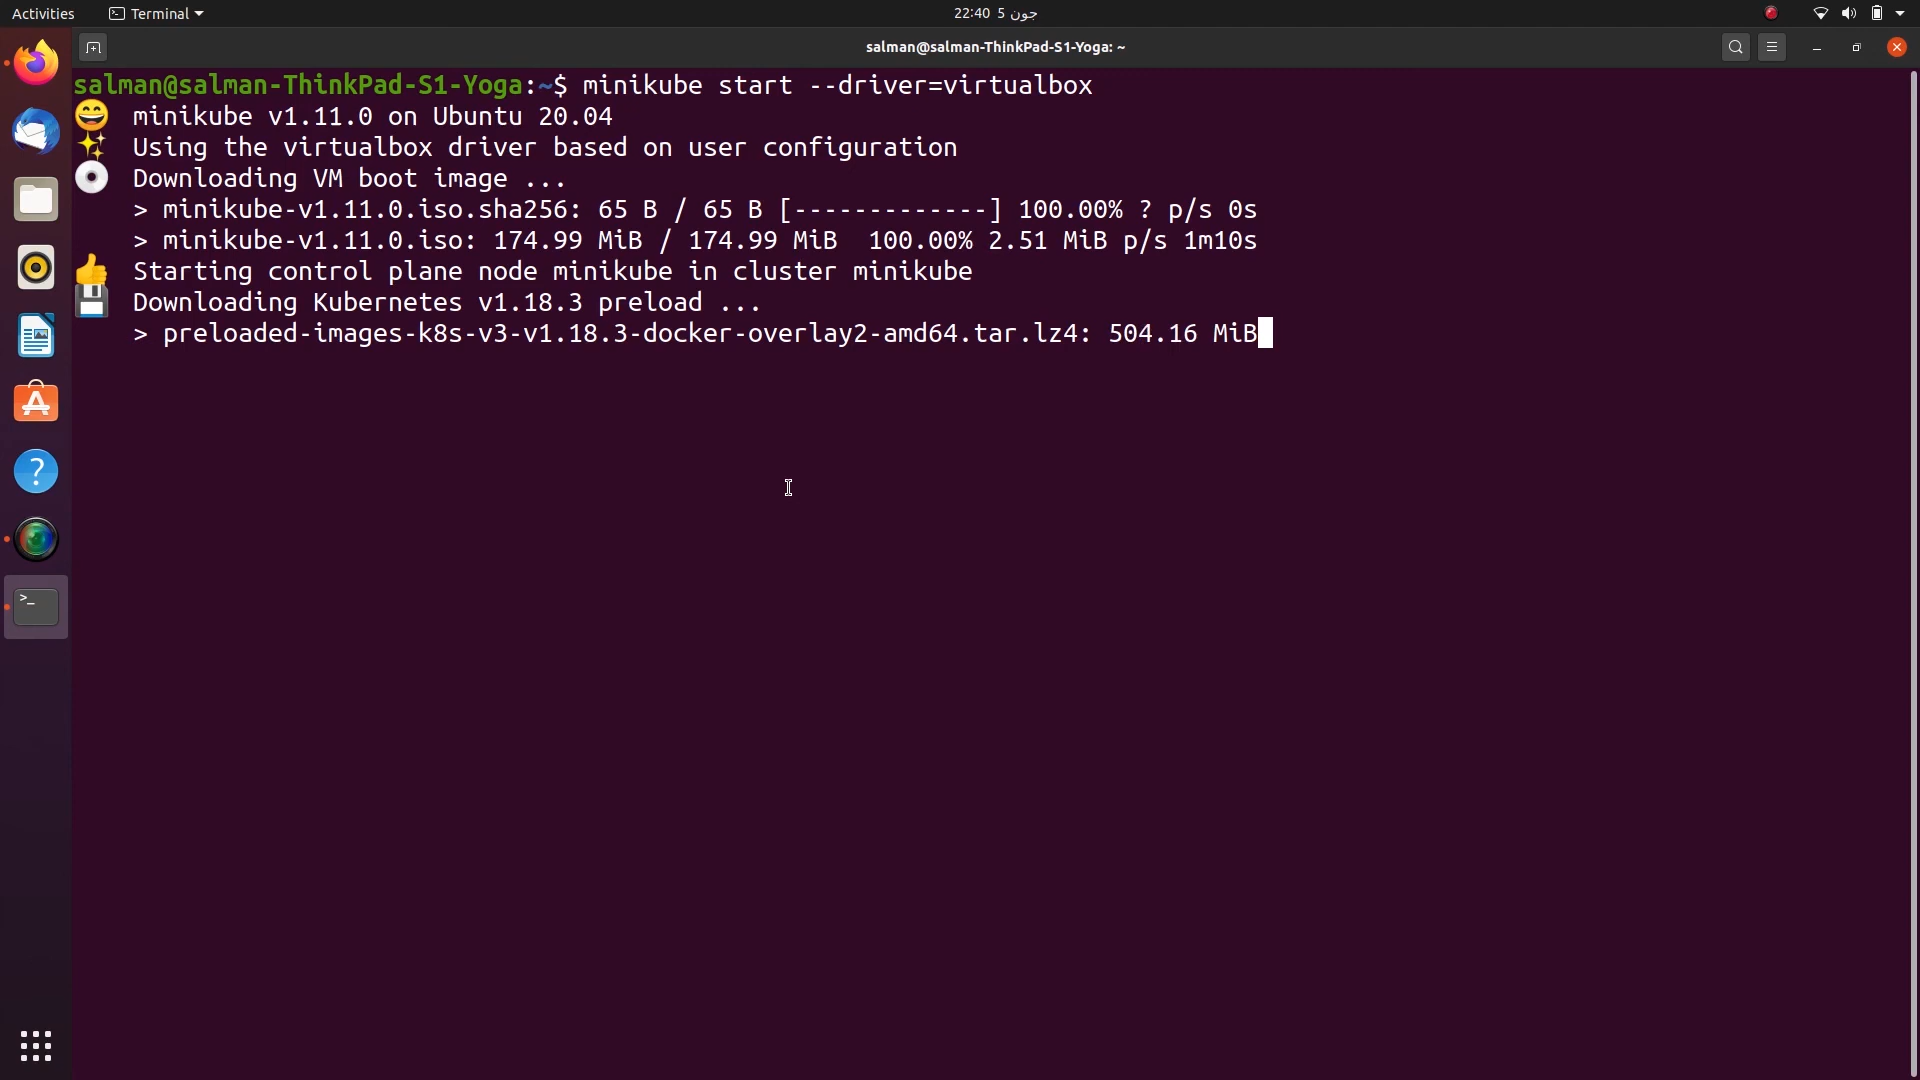 Activities
Terminal
22:40 5 جون
salman@salman-ThinkPad-S1-Yoga: ~
salman@salman-ThinkPad-S1-Yoga:~$ minikube start --driver=virtualbox
😄 minikube v1.11.0 on Ubuntu 20.04
✨ Using the virtualbox driver based on user configuration
💿 Downloading VM boot image ...
> minikube-v1.11.0.iso.sha256: 65 B / 65 B [-------------] 100.00% ? p/s 0s
> minikube-v1.11.0.iso: 174.99 MiB / 174.99 MiB 100.00% 2.51 MiB p/s 1m10s
👍 Starting control plane node minikube in cluster minikube
💾 Downloading Kubernetes v1.18.3 preload ...
> preloaded-images-k8s-v3-v1.18.3-docker-overlay2-amd64.tar.lz4: 504.16 MiB